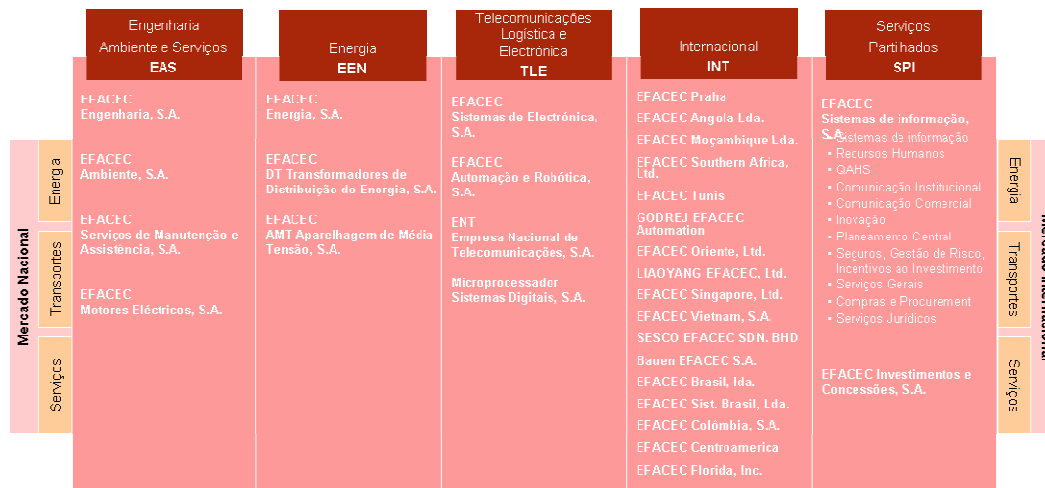 Engenharia
Ambiente e Serviços
EAS
Energia
EEN
Telecomunicações
Logística e
Electrónica
TLE
Internacional
INT
Serviços
Partilhados
SPI
Mercado Nacional
Energia
Transportes
Serviços
EFACEC
Engenharia, S.A.
EFACEC
Ambiente, S.A.
EFACEC
Serviços de Manutenção e
Assistência, S.A.
EFACEC
Motores Eléctricos, S.A.
EFACEC
Energia, S.A.
EFACEC
DT Transformadores de
Distribuição do Energia, S.A.
EFACEC
AMT Aparelhagem de Média
Tensão, S.A.
EFACEC
Sistemas de Electrónica,
S.A.
EFACEC
Automação e Robótica,
S.A.
ENT
Empresa Nacional de
Telecomunicações, S.A.
Microprocessador
Sistemas Digitais, S.A.
EFACEC Praha
EFACEC Angola Lda.
EFACEC Moçambique Lda.
EFACEC Southern Africa,
Ltd.
EFACEC Tunis
GODREJ EFACEC
Automation
EFACEC Oriente, Ltd.
LIAOYANG EFACEC, Ltd.
EFACEC Singapore, Ltd.
EFACEC Vietnam, S.A.
SESCO EFACEC SDN. BHD
Bauen EFACEC S.A.
EFACEC Brasil, lda.
EFACEC Sist. Brasil, Lda.
EFACEC Colômbia, S.A.
EFACEC Centroamerica
EFACEC Florida, Inc.
EFACEC
Sistemas de informação,
S.A.
• Sistemas de informação
• Recursos Humanos
• QAHS
• Comunicação Institucional
• Comunicação Comercial
• Inovação
• Planeamento Central
• Seguros, Gestão de Risco,
Incentivos ao Investimento
• Serviços Gerais
• Compras e Procurement
• Serviços Jurídicos
EFACEC Investimentos e
Concessões, S.A.
Energia
Transportes
Serviços